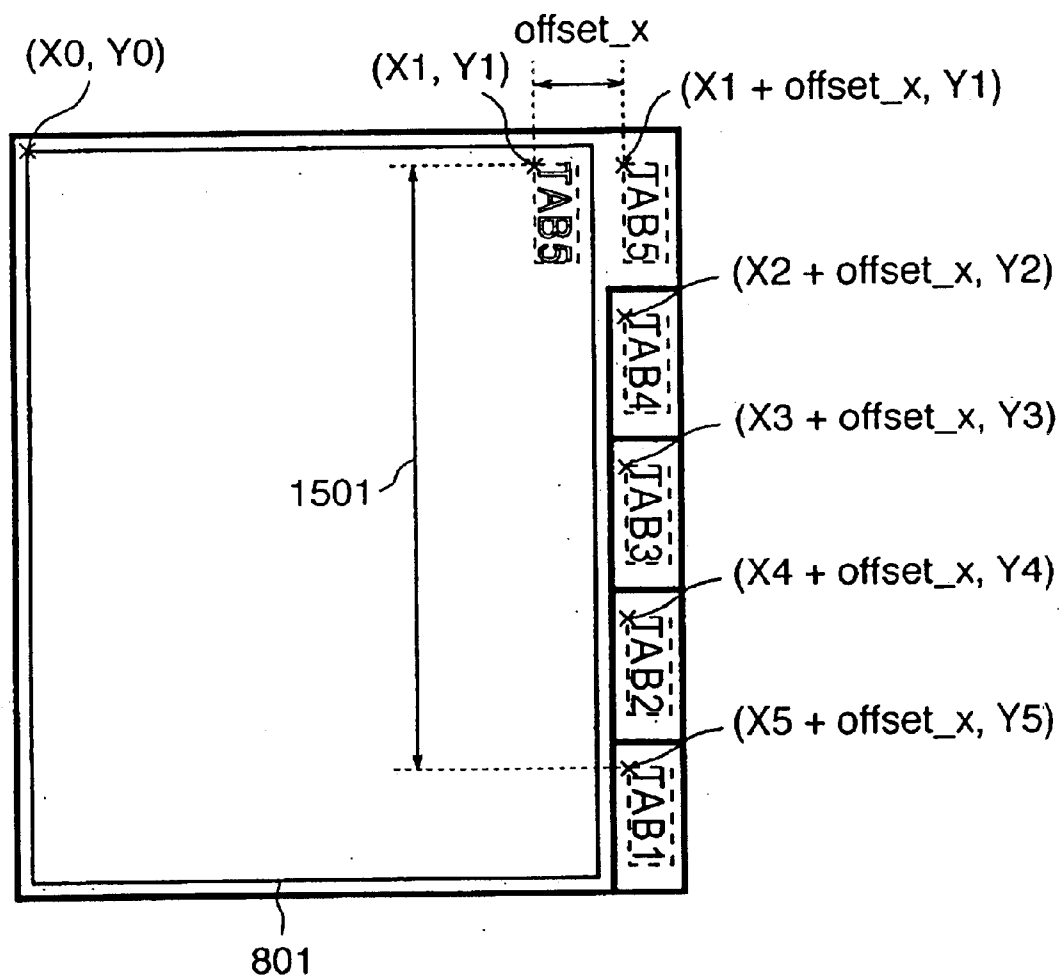 offset_x
(X0, Y0)
(X1, Y1)
(X1 + offset_x, Y1)
TAB5
TAB5
(X2 + offset_x, Y2)
TAB4
(X3 + offset_x, Y3)
TAB3
1501
(X4 + offset_x, Y4)
TAB2
(X5 + offset_x, Y5)
TAB1
801